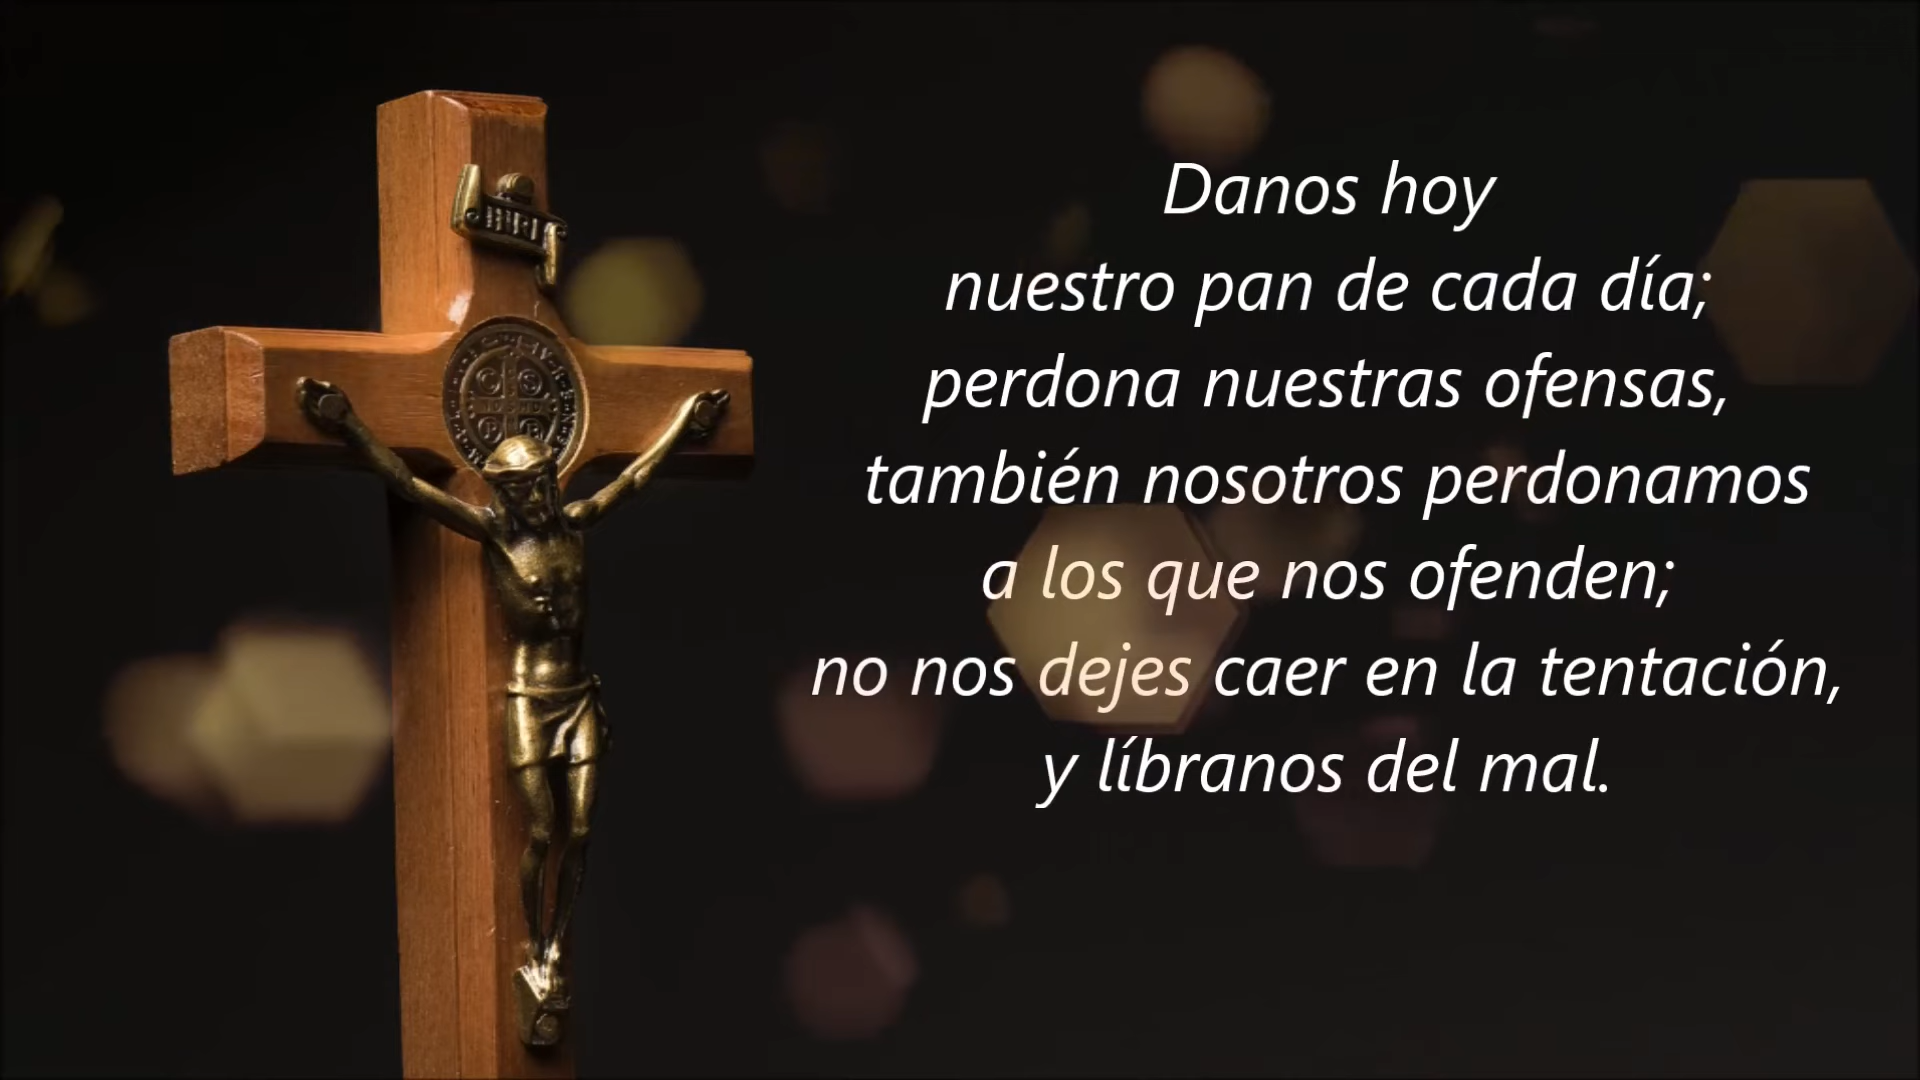 INRI
Danos hoy
nuestro pan de cada día;
perdona nuestras ofensas,
también nosotros perdonamos
a los que nos ofenden;
no nos dejes caer en la tentación,
y líbranos del mal.